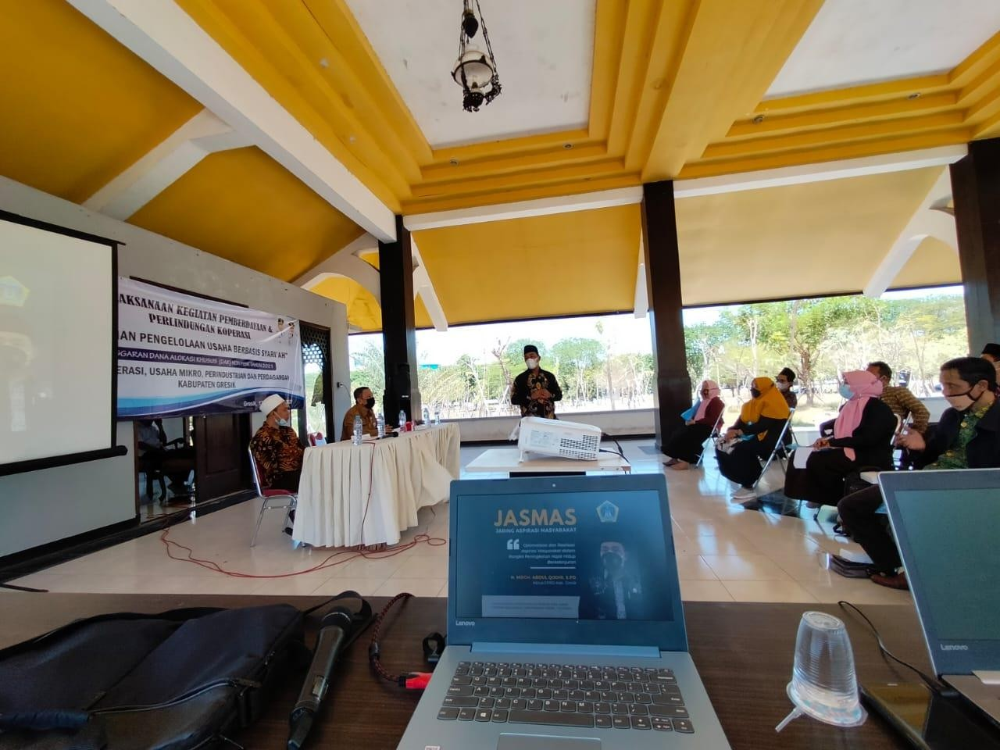 AKSANAAN KEGIATAN PEMBERDAYAAN &
PERLINDUNGAN KOPERASI
AN PENGELOLAAN USAHA BERBASIS SYARI'AH"
GGARAN DANA ALOKASI KHUSUS (DAK) NON FISIK TAHUN 2021
ERASI, USAHA MIKRO, PERINDUSTRIAN DAN PERDAGANGAN
KABUPATEN GRESIK
Gresik,
JASMAS
JARING ASPIRASI MASYARAKAT
Optimalisasi dan Realisasi
Aspirasi Masyarakat dalam
Rangka Peningkatan Hajat Hidup
Berkelanjutan
H. MOCH. ABDUL QODIR, S.PD
Ketua DPRD Kab. Gresik
Lenovo
Lenovo